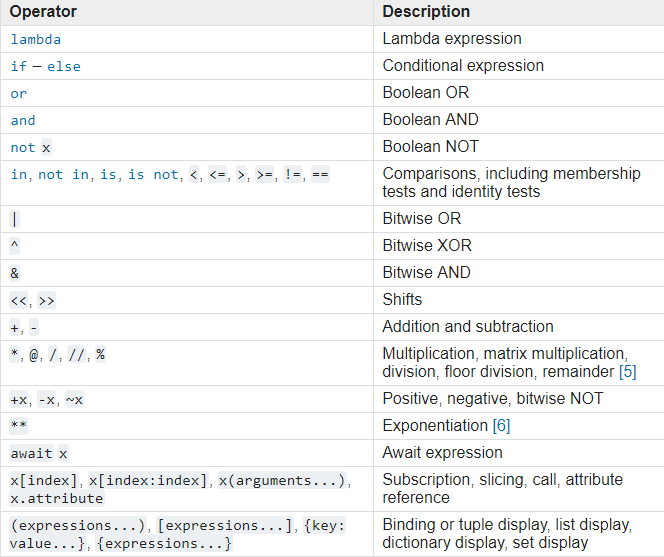 Operator Description
lambda Lambda expression
if – else Conditional expression
or Boolean OR
and Boolean AND
not x Boolean NOT
in, not in, is, is not, <, <=, >, >=, !=, == Comparisons, including membership
tests and identity tests
| Bitwise OR
^ Bitwise XOR
& Bitwise AND
<<, >> Shifts
+, - Addition and subtraction
*, @, /, //, % Multiplication, matrix multiplication,
division, floor division, remainder [5]
+x, -x, ~x Positive, negative, bitwise NOT
** Exponentiation [6]
await x Await expression
x[index], x[index:index], x(arguments...), Subscription, slicing, call, attribute
x.attribute reference
(expressions...), [expressions...], {key: Binding or tuple display, list display,
value...}, {expressions...} dictionary display, set display